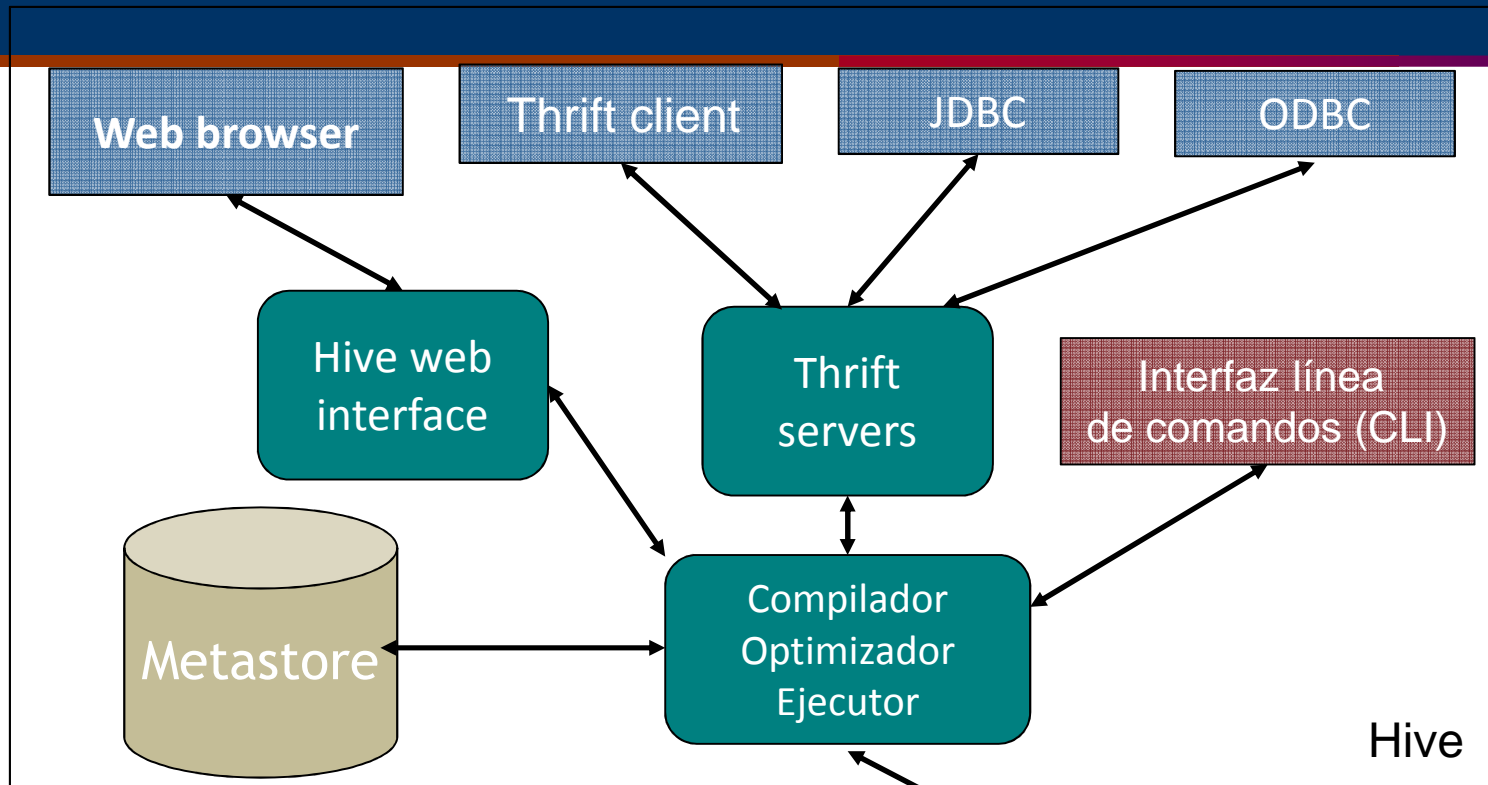 Web browser
Thrift client
JDBC
ODBC
Hive web
interface
Thrift
servers
Interfaz línea
de comandos (CLI)
Metastore
Compilador
Optimizador
Ejecutor
Hive